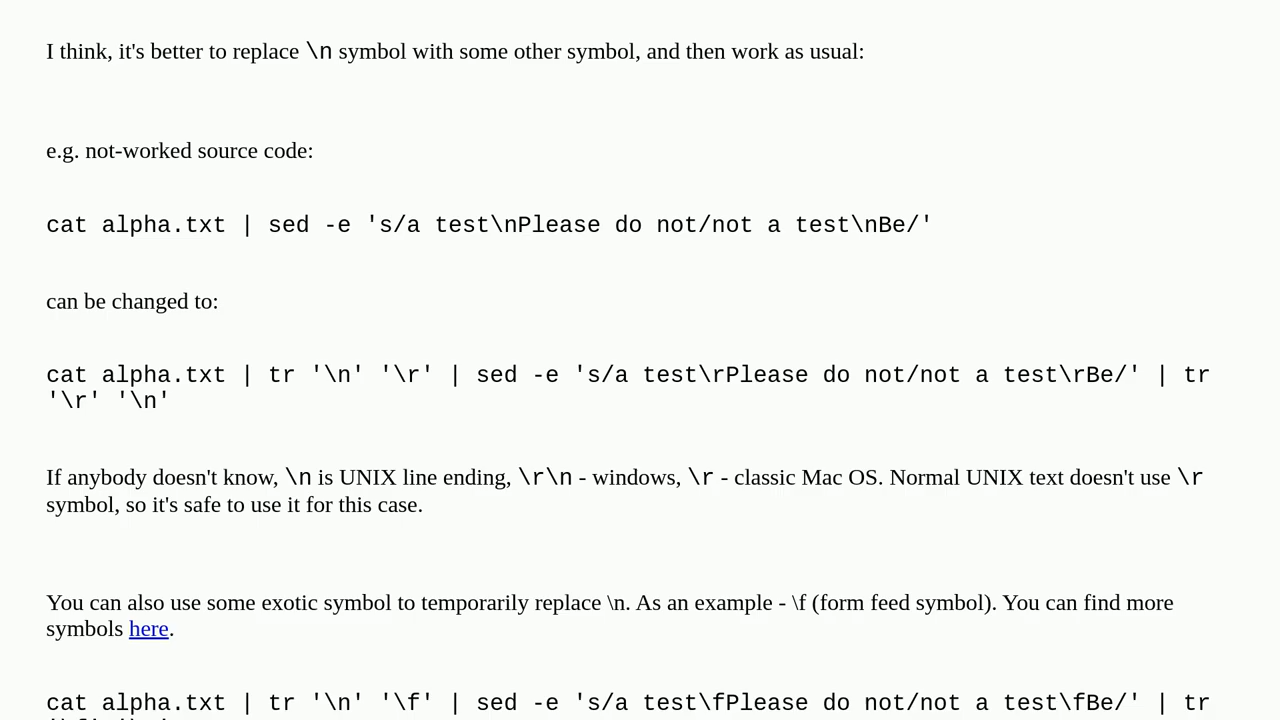 I think, it's better to replace \n symbol with some other symbol, and then work as usual:
e.g. not-worked source code:
cat alpha.txt | sed -e 's/a test\nPlease do not/not a test\nBe/'
can be changed to:
cat alpha.txt | tr '\n' '\r' | sed -e 's/a test\rPlease do not/not a test\rBe/' | tr
'\r' '\n'
If anybody doesn't know, \n is UNIX line ending, \r\n - windows, \r - classic Mac OS. Normal UNIX text doesn't use \r
symbol, so it's safe to use it for this case.
You can also use some exotic symbol to temporarily replace \n. As an example - \f (form feed symbol). You can find more
symbols here.
cat alpha.txt | tr '\n' '\f' | sed -e 's/a test\fPlease do not/not a test\fBe/' | tr